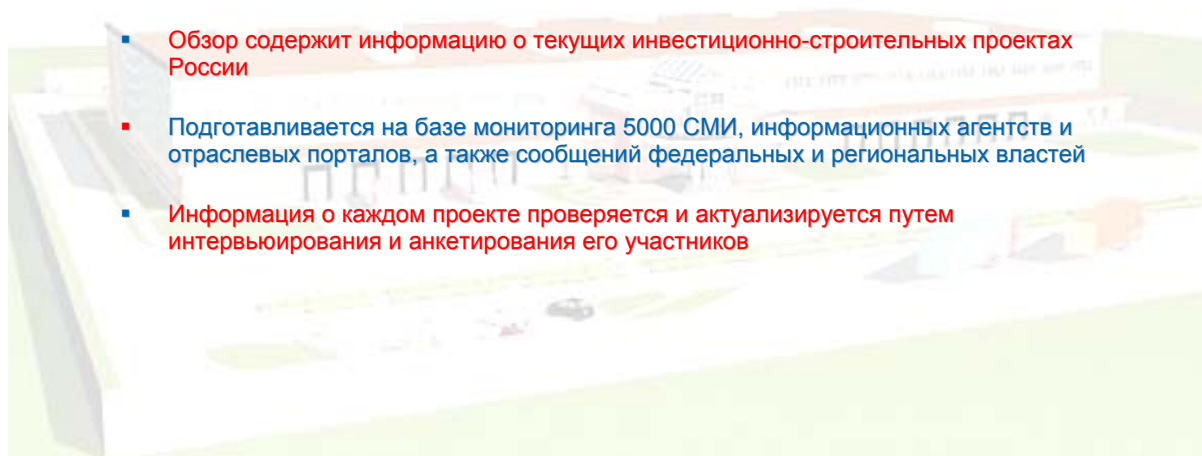 Обзор содержит информацию о текущих инвестиционно-строительных проектах
России
Подготавливается на базе мониторинга 5000 СМИ, информационных агентств и
отраслевых порталов, а также сообщений федеральных и региональных властей
Информация о каждом проекте проверяется и актуализируется путем
интервьюирования и анкетирования его участников